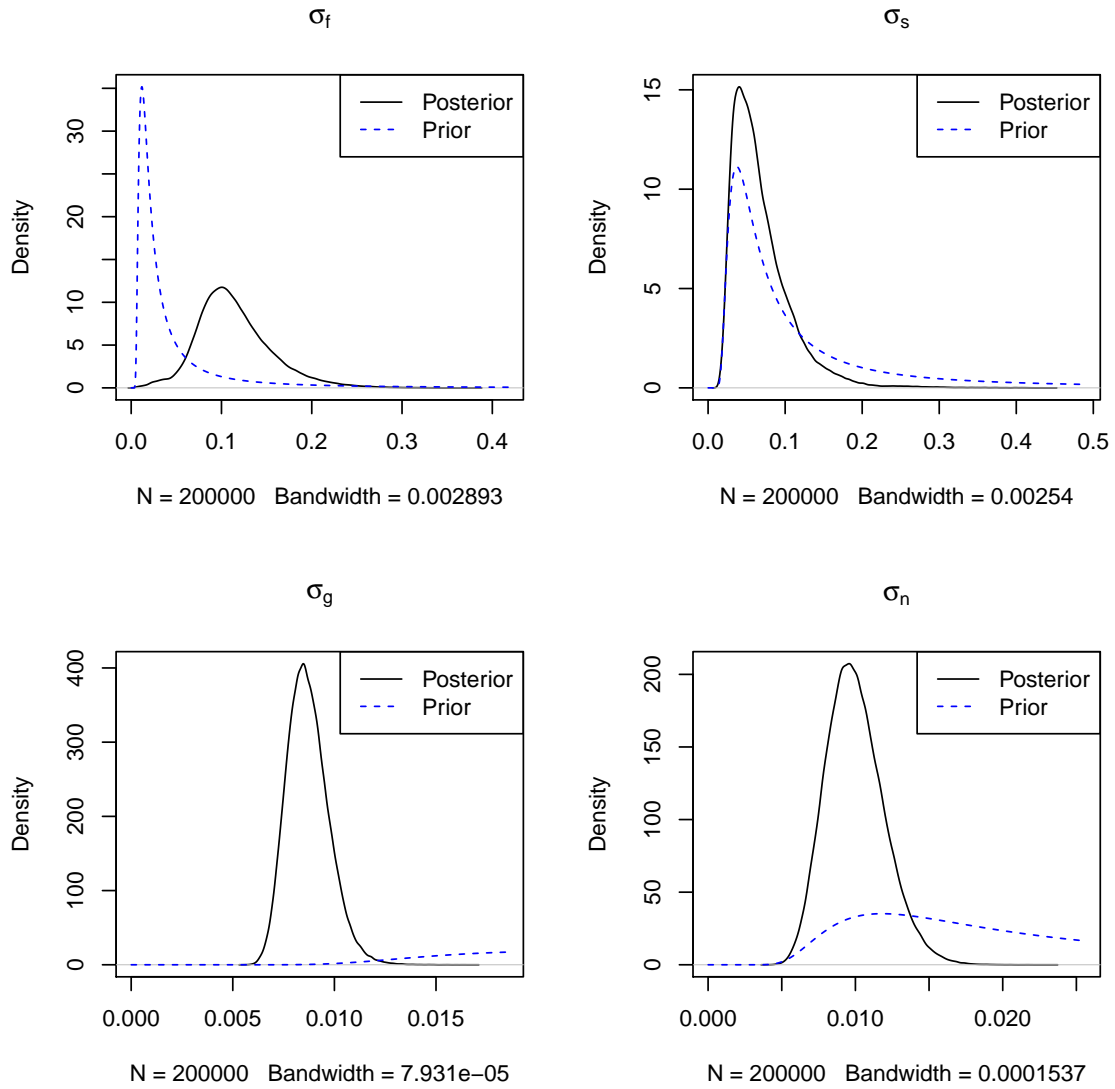 σf
σs
Density
0 5 10 20 30
0.0 0.1 0.2 0.3 0.4
Posterior
Prior
N = 200000 Bandwidth = 0.002893
Density
0 5 10 15
0.0 0.1 0.2 0.3 0.4 0.5
Posterior
Prior
N = 200000 Bandwidth = 0.00254
σg
σn
Density
0 100 200 300 400
0.000 0.005 0.010 0.015
Posterior
Prior
N = 200000 Bandwidth = 7.931e−05
Density
0 50 100 150 200
0.000 0.010 0.020
Posterior
Prior
N = 200000 Bandwidth = 0.0001537